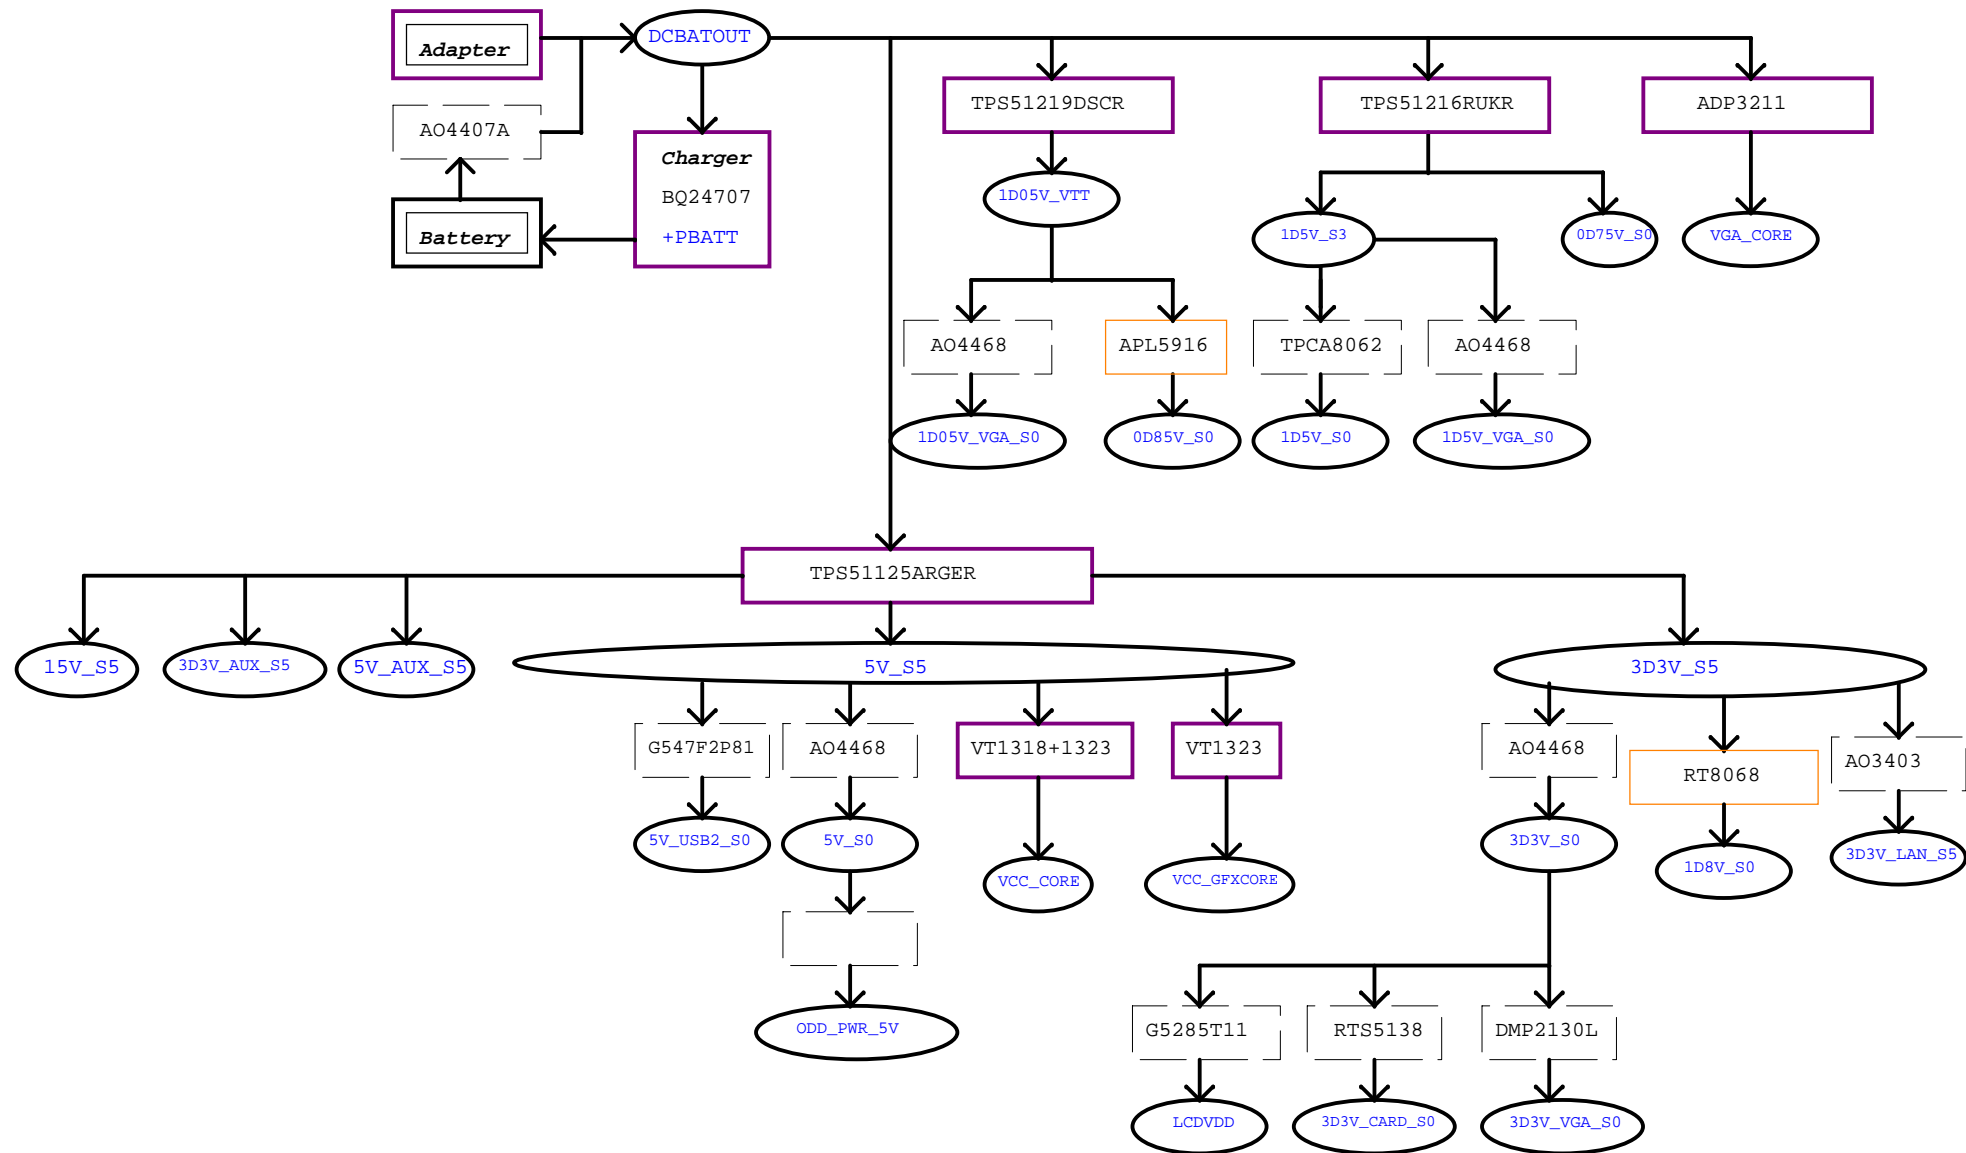 Adapter
DCBATOUT
AO4407A
TPS51219DSCR
TPS51216RUKR
ADP3211
Charger
BQ24707
+PBATT
Battery
1D05V_VTT
1D5V_S3
0D75V_S0
VGA_CORE
AO4468
APL5916
TPCA8062
AO4468
1D05V_VGA_S0
0D85V_S0
1D5V_S0
1D5V_VGA_S0
TPS51125ARGER
15V_S5
3D3V_AUX_S5
5V_AUX_S5
5V_S5
3D3V_S5
G547F2P81
AO4468
VT1318+1323
VT1323
AO4468
RT8068
AO3403
5V_USB2_S0
5V_S0
VCC_CORE
VCC_GFXCORE
3D3V_S0
1D8V_S0
3D3V_LAN_S5
ODD_PWR_5V
G5285T11
RTS5138
DMP2130L
LCDVDD
3D3V_CARD_S0
3D3V_VGA_S0